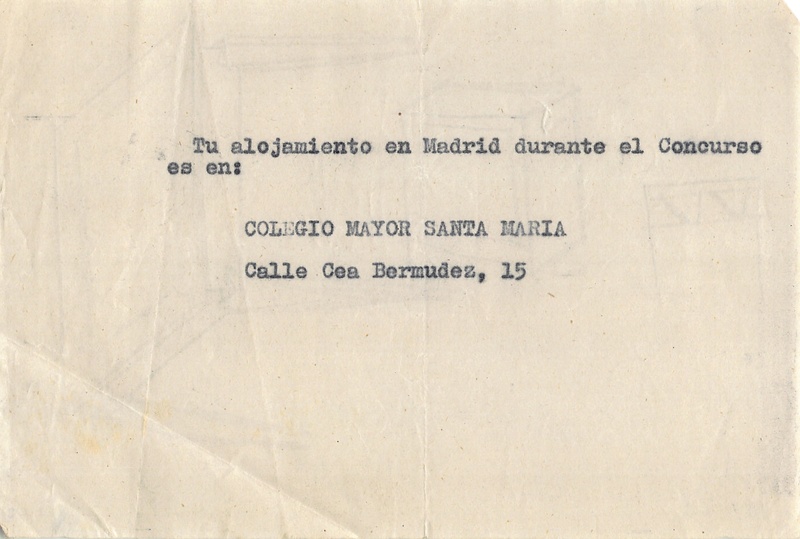 Tu alojamiento en Madrid durante el Concurso
es en:
COLEGIO MAYOR SANTA MARIA
Calle Cea Bermudez, 15